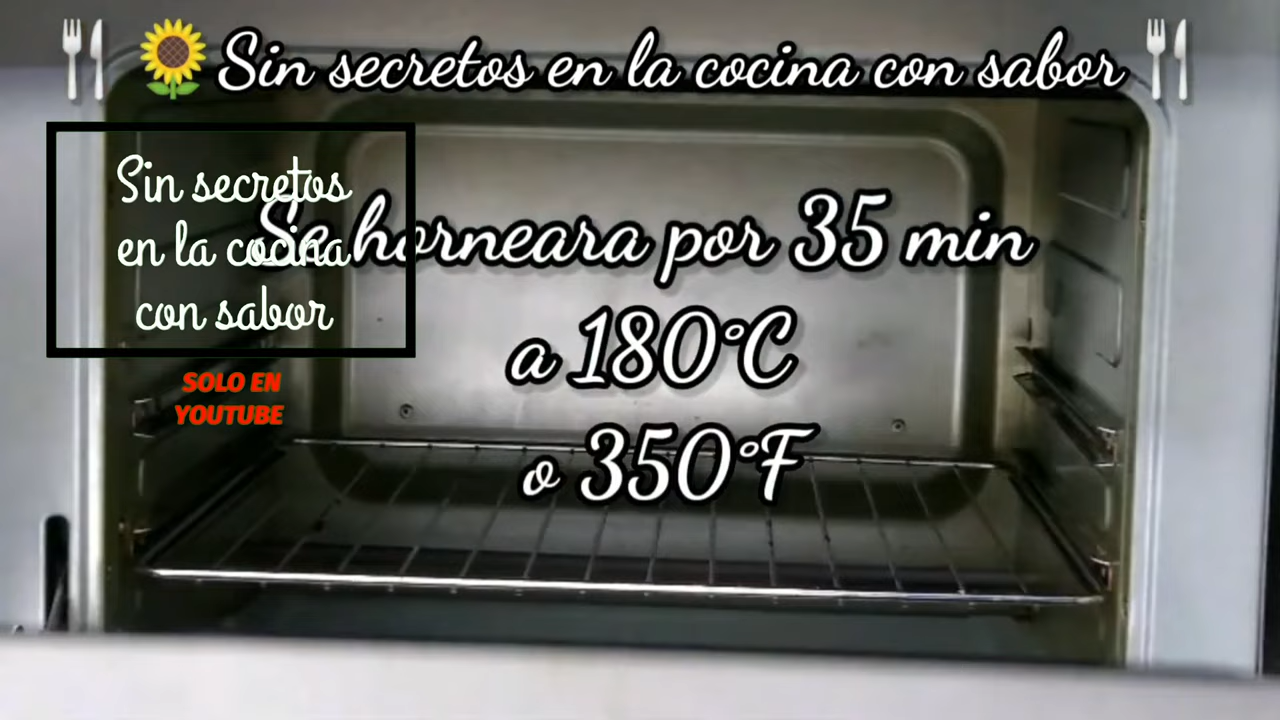 Sin secretos en la cocina con sabor
Sin secretos
en la cocina
con sabor
SOLO EN
YOUTUBE
Se horneara por 35 min
a 180°C
o 350°F